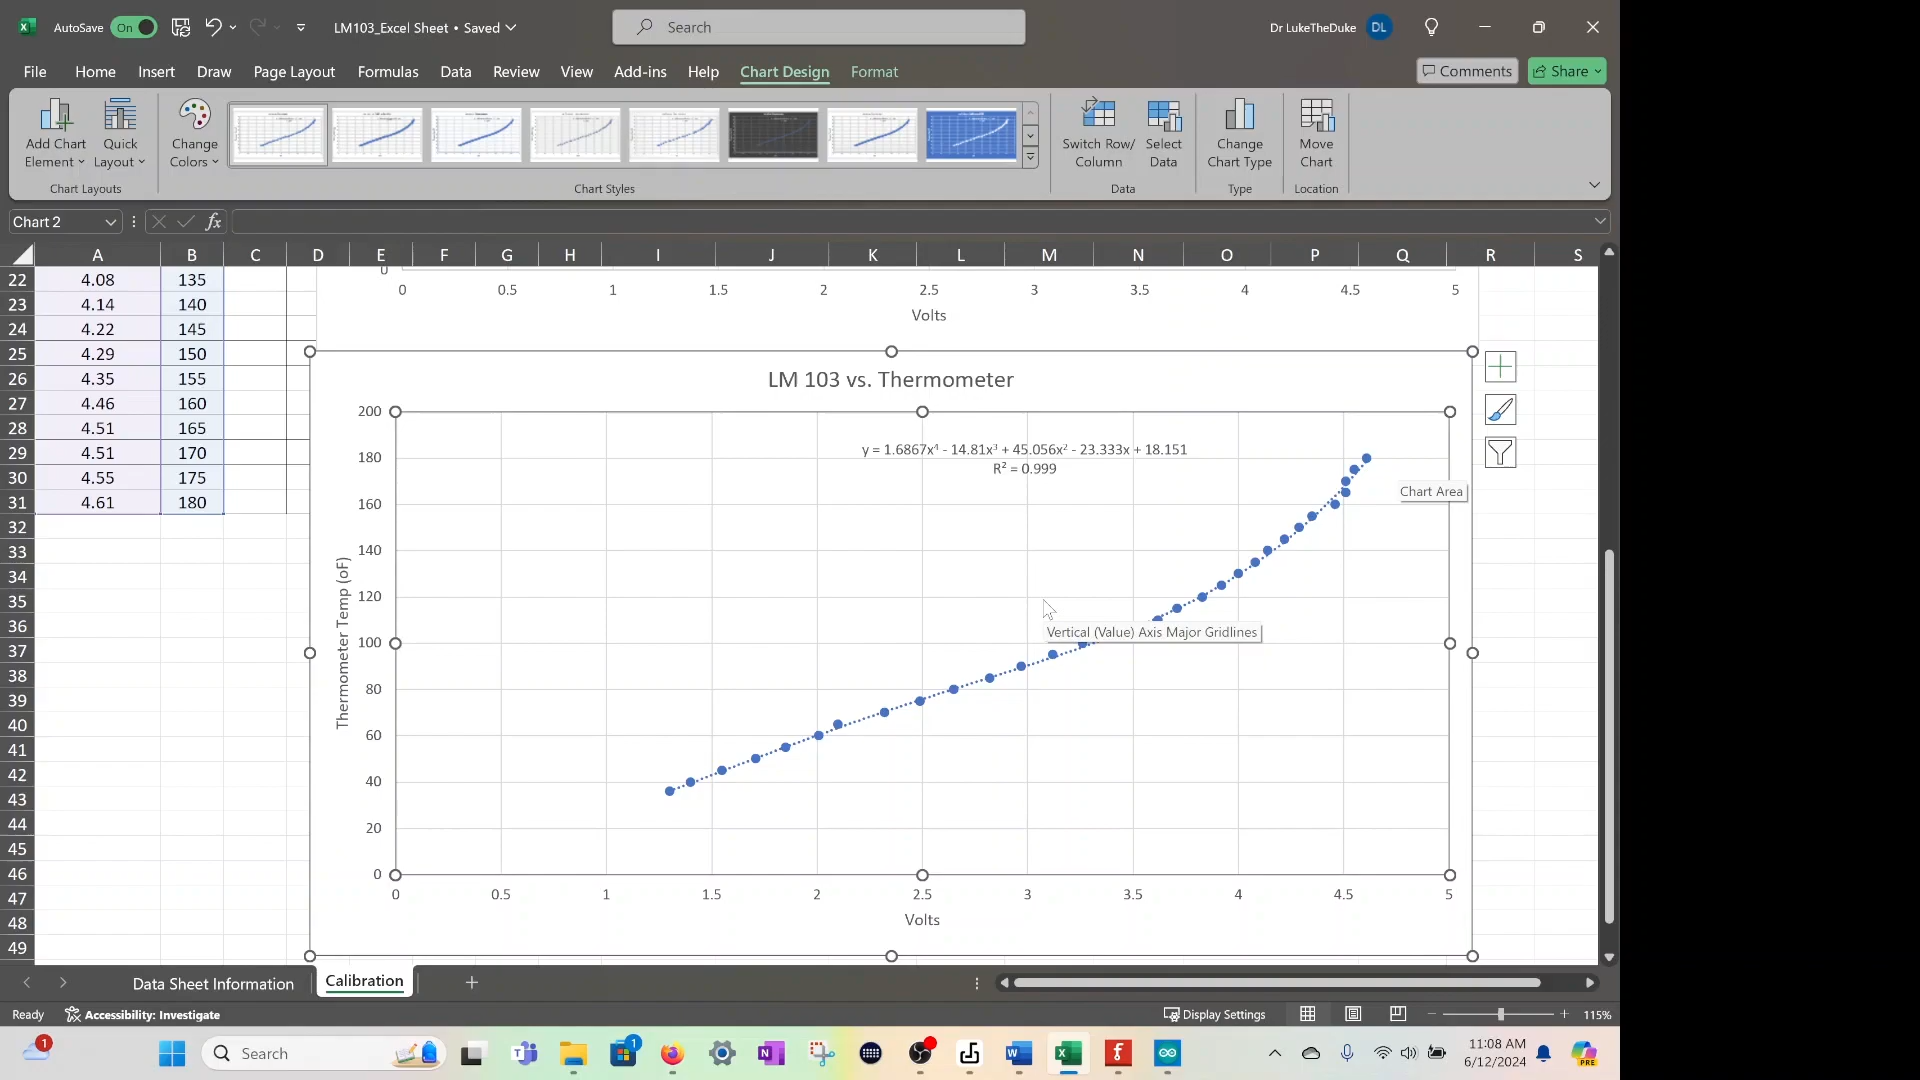 AutoSave On LM103_Excel Sheet • Saved Search Dr LukeTheDuke DL
File Home Insert Draw Page Layout Formulas Data Review View Add-ins Help Chart Design Format Comments Share
Add Chart Element Quick Layout Change Colors Switch Row/ Column Select Data Change Chart Type Move Chart
Chart Layouts Chart Styles Data Type Location
Chart 2 fx
A B C D E F G H I J K L M N O P Q R S
22 4.08 135 0
0 0.5 1 1.5 2 2.5 3 3.5 4 4.5 5
23 4.14 140
Volts
24 4.22 145
25 4.29 150
26 4.35 155
LM 103 vs. Thermometer
27 4.46 160
200
28 4.51 165
29 4.51 170
y = 1.6867x⁴ - 14.81x³ + 45.056x² - 23.333x + 18.151
R² = 0.999
180
30 4.55 175
Chart Area
31 4.61 180
160
32
33
140
34
35
120
36
Vertical (Value) Axis Major Gridlines
37
100
Thermometer Temp (oF)
38
39
80
40
41
60
42
43
40
44
20
45
46
0
47
0 0.5 1 1.5 2 2.5 3 3.5 4 4.5 5
48
Volts
49
Data Sheet Information Calibration
Ready Accessibility: Investigate Display Settings 115%
1 Search 1 11:08 AM
6/12/2024 PRE